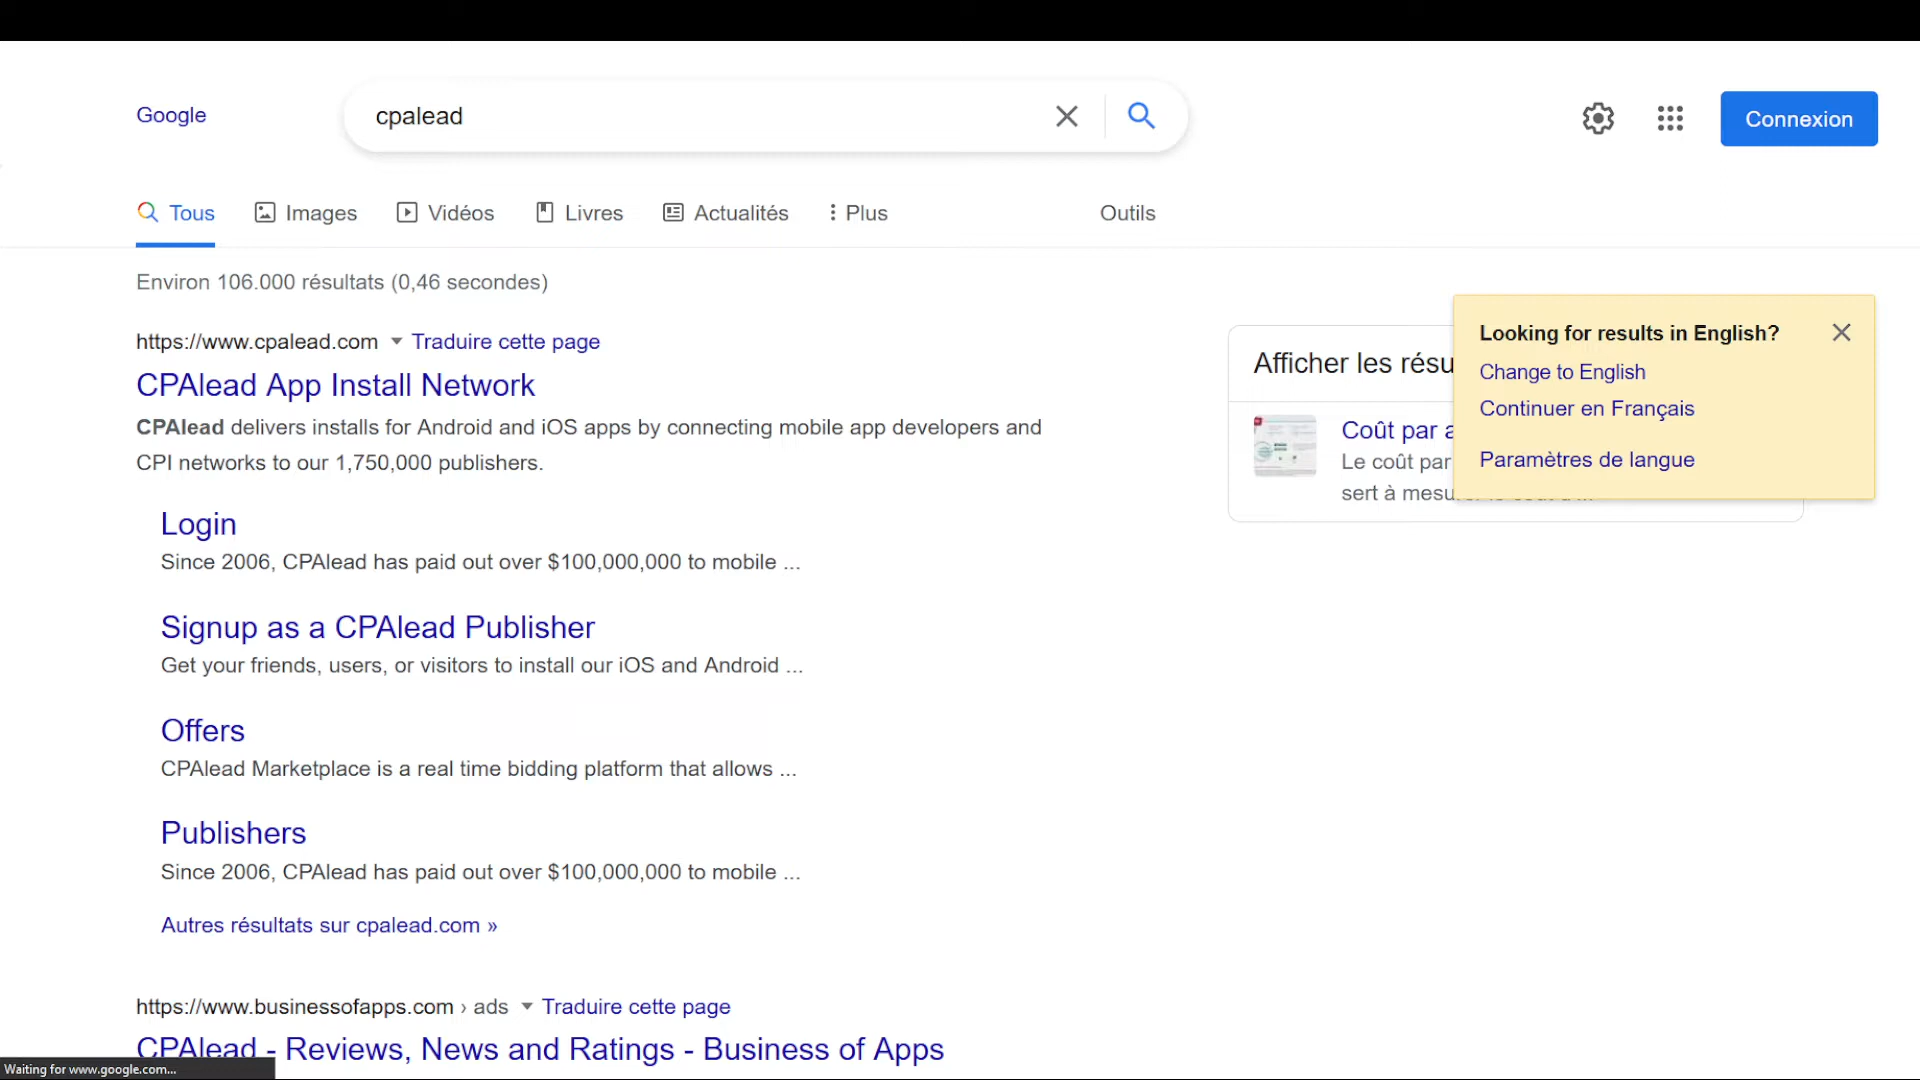 Google
cpalead
Connexion
Tous
Images
Vidéos
Livres
Actualités
Plus
Outils
Environ 106.000 résultats (0,46 secondes)
https://www.cpalead.com Traduire cette page
CPAlead App Install Network
CPAlead delivers installs for Android and iOS apps by connecting mobile app developers and
CPI networks to our 1,750,000 publishers.
Login
Since 2006, CPAlead has paid out over $100,000,000 to mobile ...
Signup as a CPAlead Publisher
Get your friends, users, or visitors to install our iOS and Android ...
Offers
CPAlead Marketplace is a real time bidding platform that allows ...
Publishers
Since 2006, CPAlead has paid out over $100,000,000 to mobile ...
Autres résultats sur cpalead.com »
https://www.businessofapps.com › ads Traduire cette page
CPAlead - Reviews, News and Ratings - Business of Apps
Afficher les résu
Coût par a
Le coût par
sert à
Looking for results in English?
Change to English
Continuer en Français
Paramètres de langue
Waiting for www.google.com...